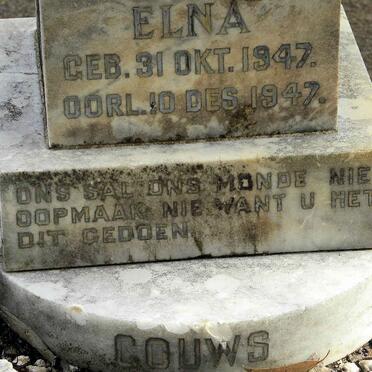 ELNA
GEB. 31 OKT. 1947.
OORL. 10 DES 1947.
ONS SAL ONS MONDE NIE
OOPMAAK NIE WANT U HET
DIT GEDOEN.
GOUWS